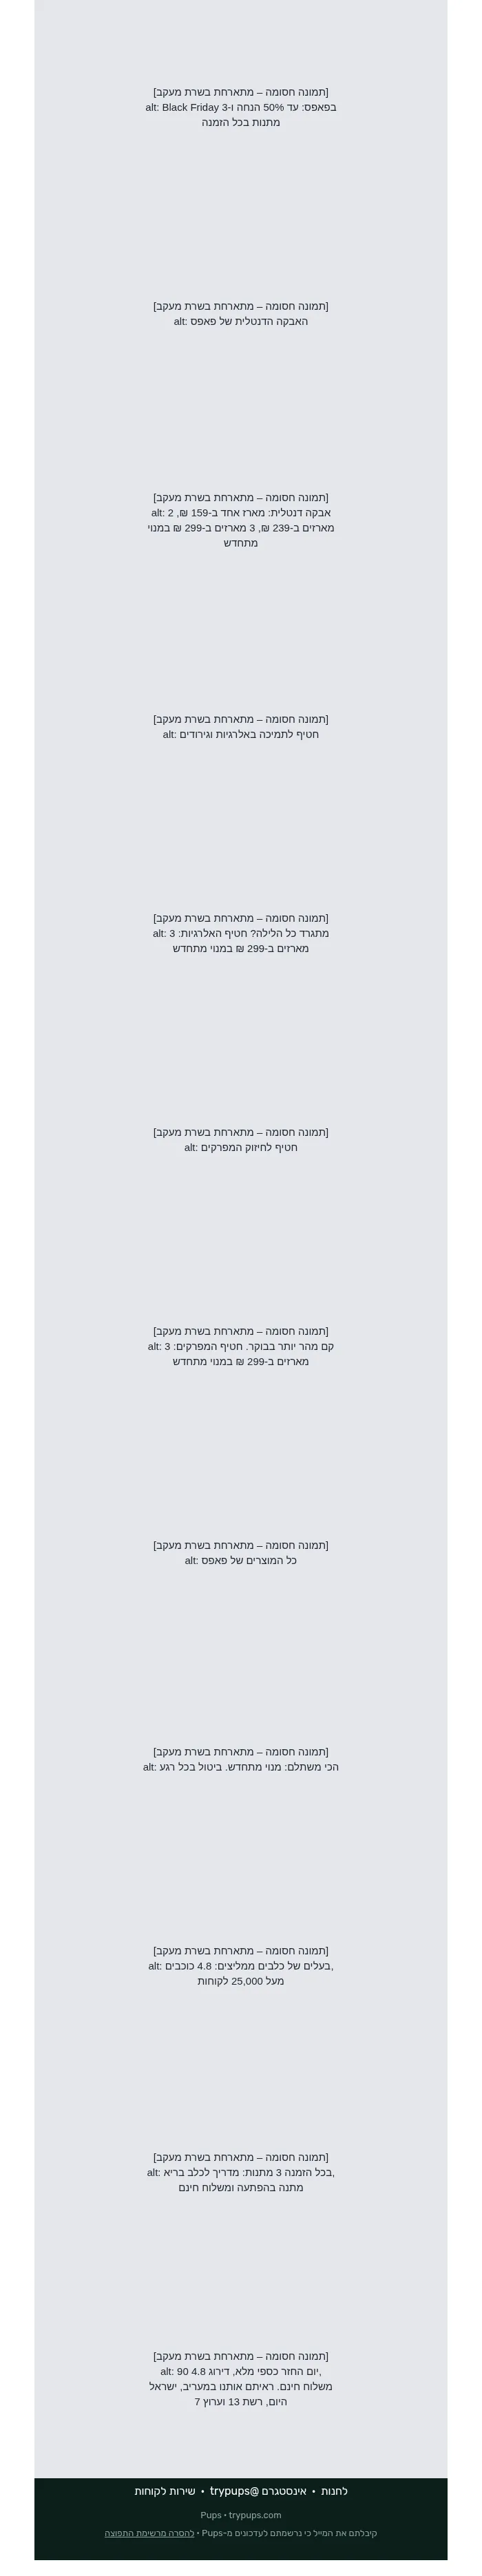 [תמונה חסומה – מתארחת בשרת מעקב]
alt: Black Friday בפאפס: עד 50% הנחה ו-3
מתנות בכל הזמנה
[תמונה חסומה – מתארחת בשרת מעקב]
alt: האבקה הדנטלית של פאפס
[תמונה חסומה – מתארחת בשרת מעקב]
alt: אבקה דנטלית: מארז אחד ב-159 ₪, 2
מארזים ב-239 ₪, 3 מארזים ב-299 ₪ במנוי
מתחדש
[תמונה חסומה – מתארחת בשרת מעקב]
alt: חטיף לתמיכה באלרגיות וגירודים
[תמונה חסומה – מתארחת בשרת מעקב]
alt: מתגרד כל הלילה? חטיף האלרגיות: 3
מארזים ב-299 ₪ במנוי מתחדש
[תמונה חסומה – מתארחת בשרת מעקב]
alt: חטיף לחיזוק המפרקים
[תמונה חסומה – מתארחת בשרת מעקב]
alt: קם מהר יותר בבוקר. חטיף המפרקים: 3
מארזים ב-299 ₪ במנוי מתחדש
[תמונה חסומה – מתארחת בשרת מעקב]
alt: כל המוצרים של פאפס
[תמונה חסומה – מתארחת בשרת מעקב]
alt: הכי משתלם: מנוי מתחדש. ביטול בכל רגע
[תמונה חסומה – מתארחת בשרת מעקב]
alt: בעלים של כלבים ממליצים: 4.8 כוכבים,
מעל 25,000 לקוחות
[תמונה חסומה – מתארחת בשרת מעקב]
alt: בכל הזמנה 3 מתנות: מדריך לכלב בריא,
מתנה בהפתעה ומשלוח חינם
[תמונה חסומה – מתארחת בשרת מעקב]
alt: 90 יום החזר כספי מלא, דירוג 4.8,
משלוח חינם. ראיתם אותנו במעריב, ישראל
היום, רשת 13 וערוץ 7
לחנות • אינסטגרם @trypups • שירות לקוחות
Pups · trypups.com
קיבלתם את המייל כי נרשמתם לעדכונים מ-Pups · להסרה מרשימת התפוצה